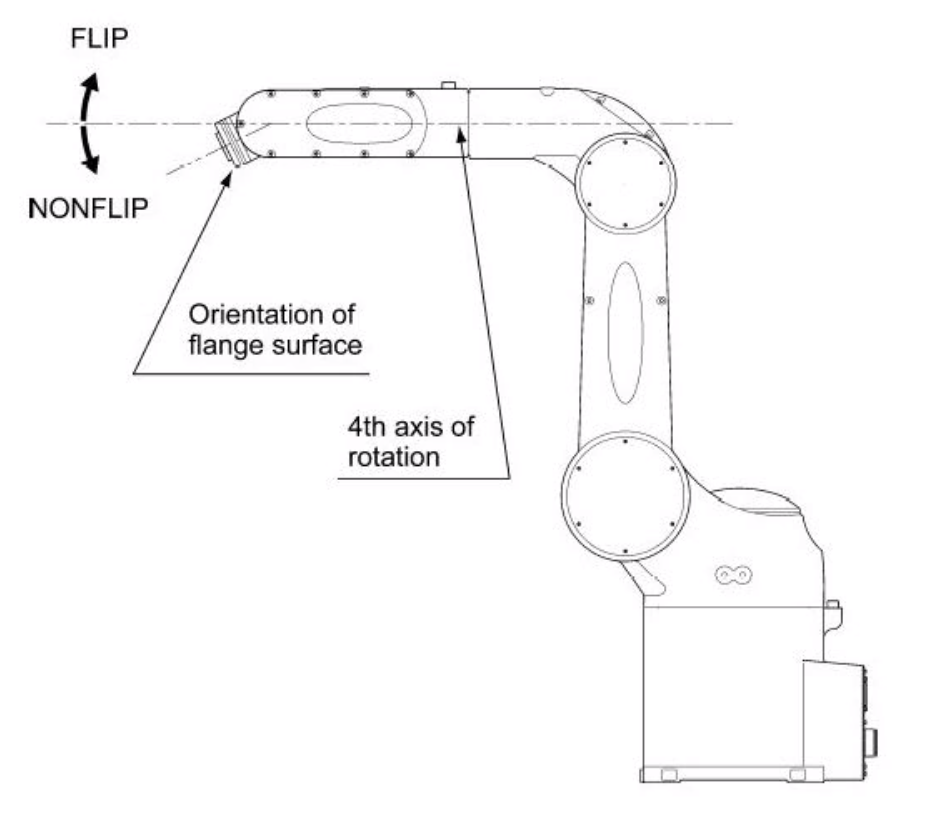 FLIP
NONFLIP
Orientation of
flange surface
4th axis of
rotation